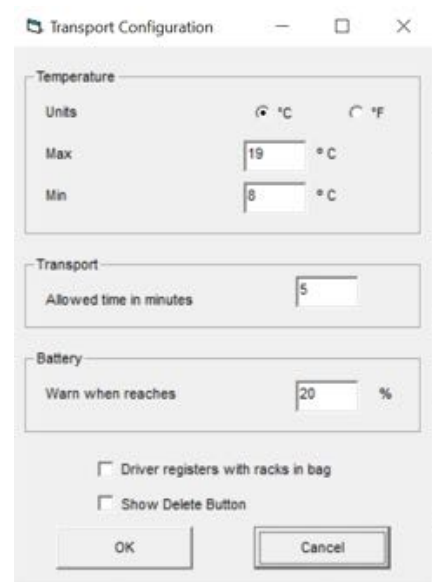 Transport Configuration
Temperature
Units °C °F
Max 19 ° C
Min 8 ° C
Transport
Allowed time in minutes 5
Battery
Warn when reaches 20 %
Driver registers with racks in bag
Show Delete Button
OK Cancel